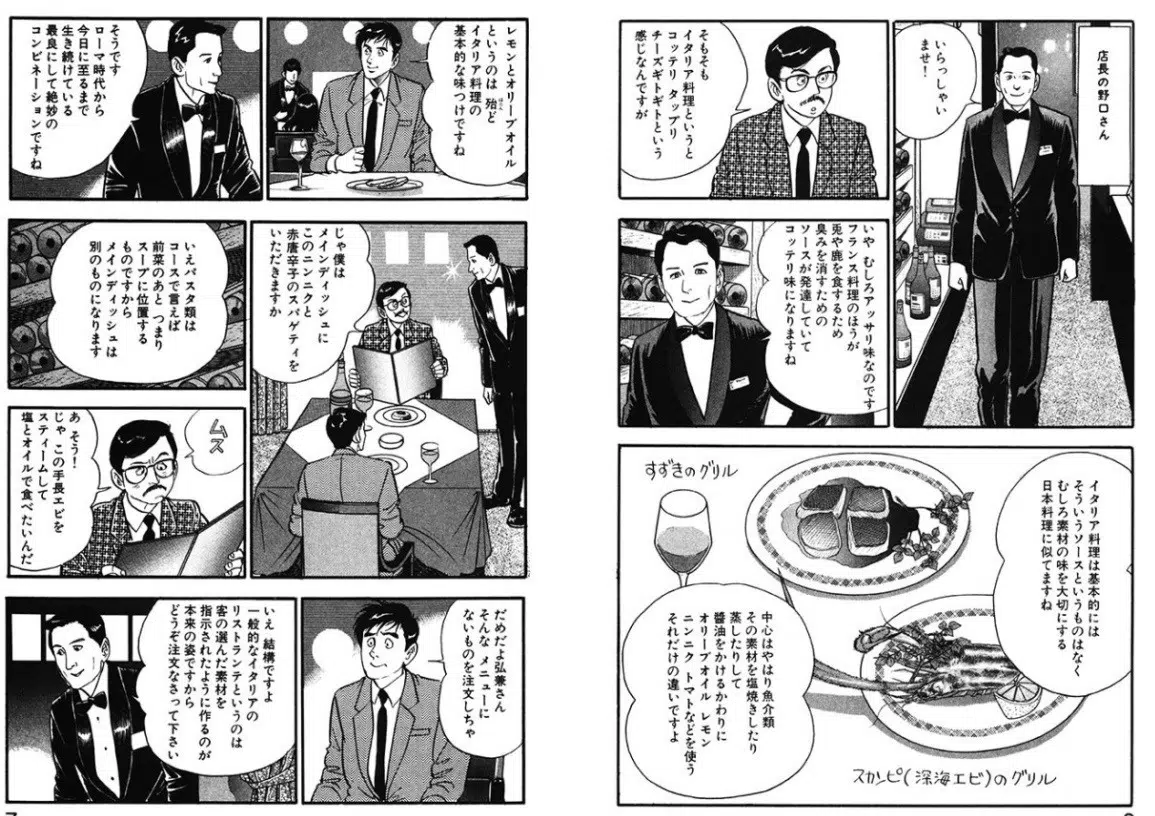 店長の野口さん
いらっしゃい
ませ!
そもそも
イタリア料理というと
コッテリ タップリ
チーズギトギトという
感じなんですが
いや むしろアッサリ味なのです
フランス料理のほうが
兎や鹿を食するため
臭みを消すための
ソースが発達していて
コッテリ味になりますね
イタリア料理は基本的には
そういうソースというものはなく
むしろ素材の味を大切にする
日本料理に似てますね
すずきのグリル
中心はやはり魚介類
その素材を塩焼きしたり
蒸したりして
醤油をかけるかわりに
オリーブオイル レモン
ニンニク トマトなどを使う
それだけの違いですよ
スカンピ(深海エビ)のグリル
レモンとオリーブオイル
というのは 殆ど
イタリア料理の
基本的な味つけですね
そうです
ローマ時代から
今日に至るまで
生き続けている
最良にして絶妙の
コンビネーションですね
じゃ僕は
メインディッシュに
このニンニクと
赤唐辛子のスパゲティを
いただきますか
いえパスタ類は
コースで言えば
前菜のあと つまり
スープに位置する
ものですから
メインディッシュは
別のものになります
ムス
あ そう!
じゃ この手長エビを
スティームして
塩とオイルで食べたいんだ
だめだよ弘兼さん
そんな メニューに
ないものを注文しちゃ
いえ 結構ですよ
一般的なイタリアの
リストランテというのは
客の選んだ素材を
指示されたように作るのが
本来の姿ですから
どうぞ注文なさって下さい